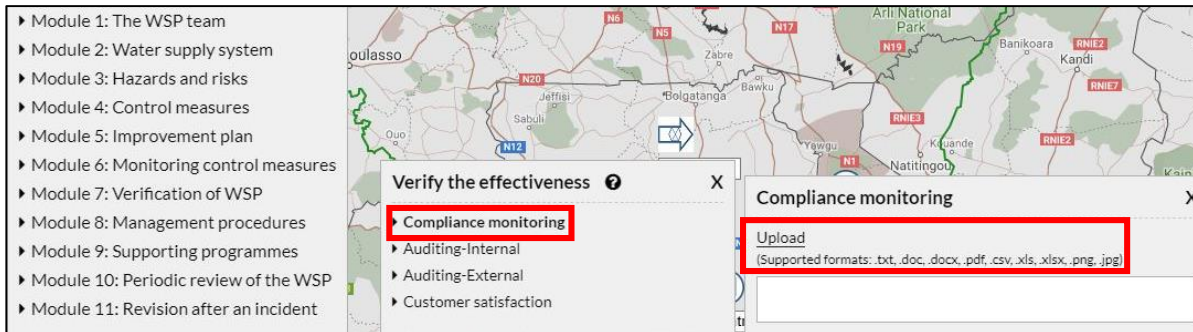 Module 1: The WSP team
Module 2: Water supply system
Module 3: Hazards and risks
Module 4: Control measures
Module 5: Improvement plan
Module 6: Monitoring control measures
Module 7: Verification of WSP
Module 8: Management procedures
Module 9: Supporting programmes
Module 10: Periodic review of the WSP
Module 11: Revision after an incident
oulasso
N6
N5
Zabre
N17
Arli National
Park
N19
Banikoara
RNIE2
Kandi
RNIE7
N20
Jeffisi
Bolgatanga
Bawku
Sabuli
Ouo
N12
RNIE3
Yawgu
Kouande
RNIE2
N1
Natitingou
Verify the effectiveness ? X
Compliance monitoring
Auditing-Internal
Auditing-External
Customer satisfaction
Compliance monitoring X
Upload
(Supported formats: .txt, .doc, .docx, .pdf, .csv, .xls, .xlsx, .png, .jpg)